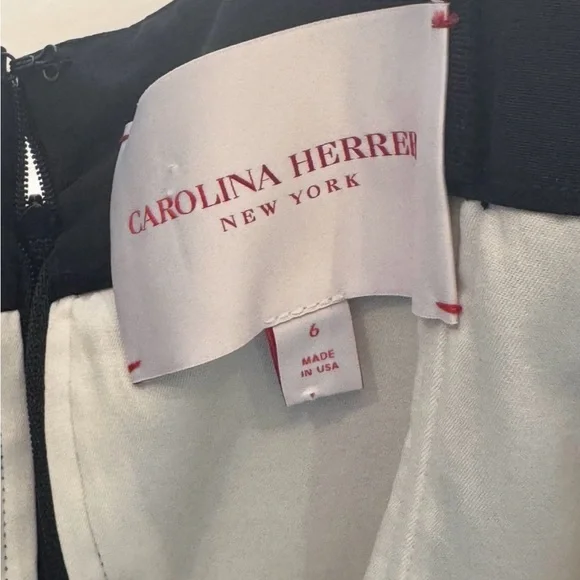 CAROLINA HERRER
NEW YORK
6
MADE
IN USA